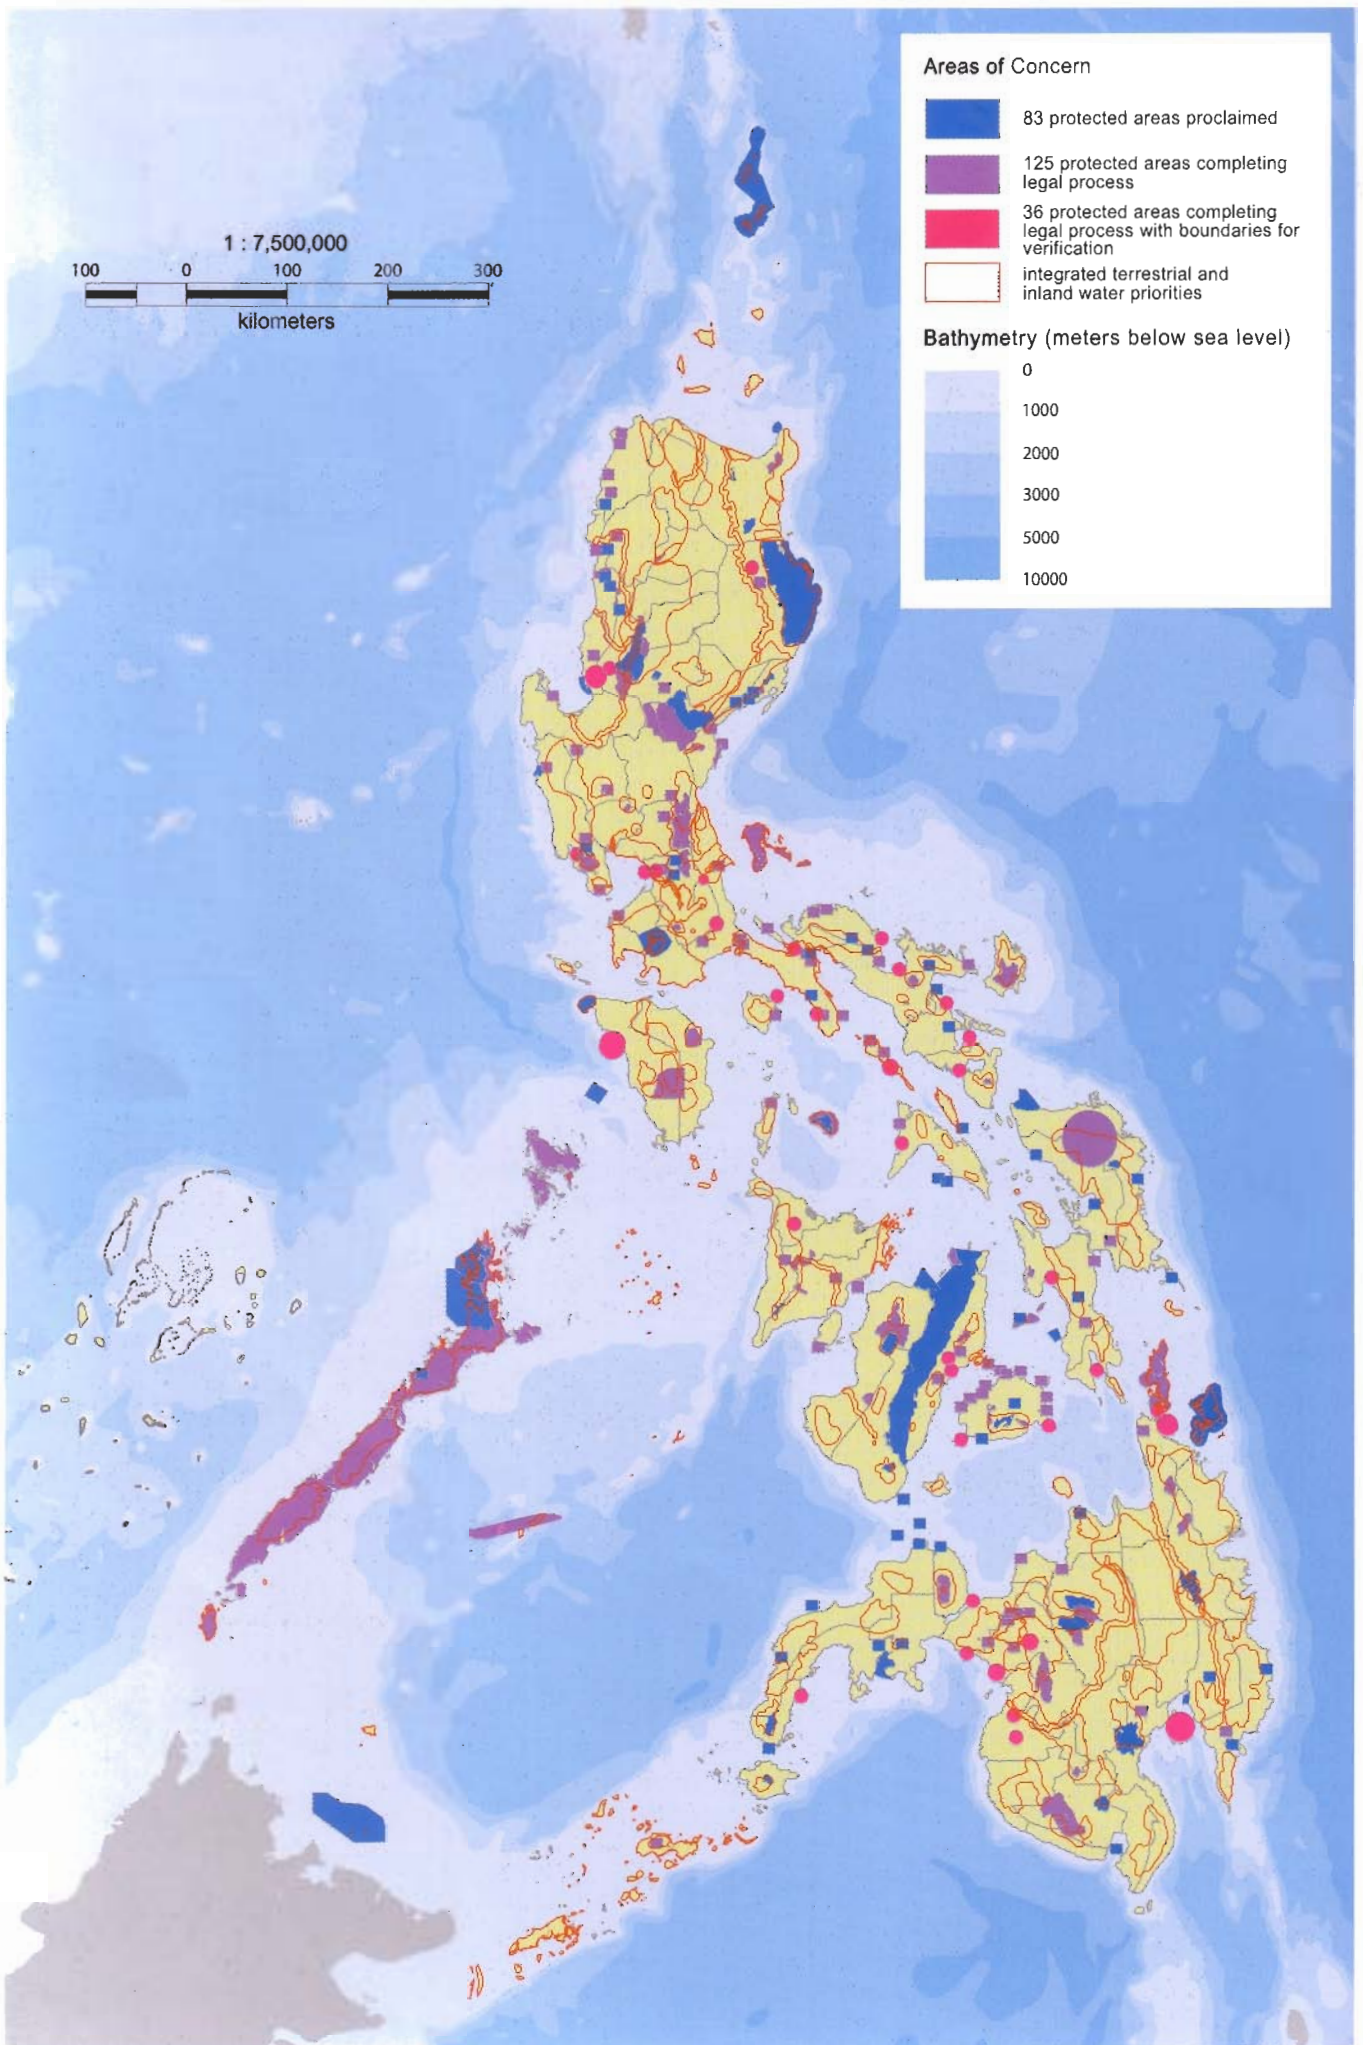 Areas of Concern
83 protected areas proclaimed
125 protected areas completing
legal process
36 protected areas completing
legal process with boundaries for
verification
integrated terrestrial and
inland water priorities
Bathymetry (meters below sea level)
0
1000
2000
3000
5000
10000
1 : 7,500,000
100 0 100 200 300
kilometers